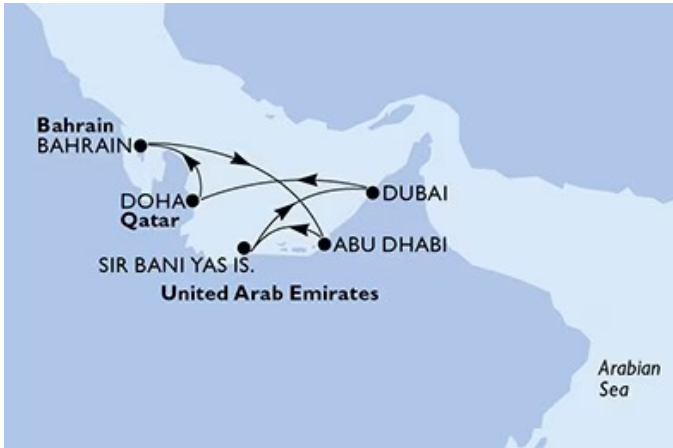 Bahrain
BAHRAIN
DOHA
Qatar
DUBAI
ABU DHABI
SIR BANI YAS IS.
United Arab Emirates
Arabian
Sea